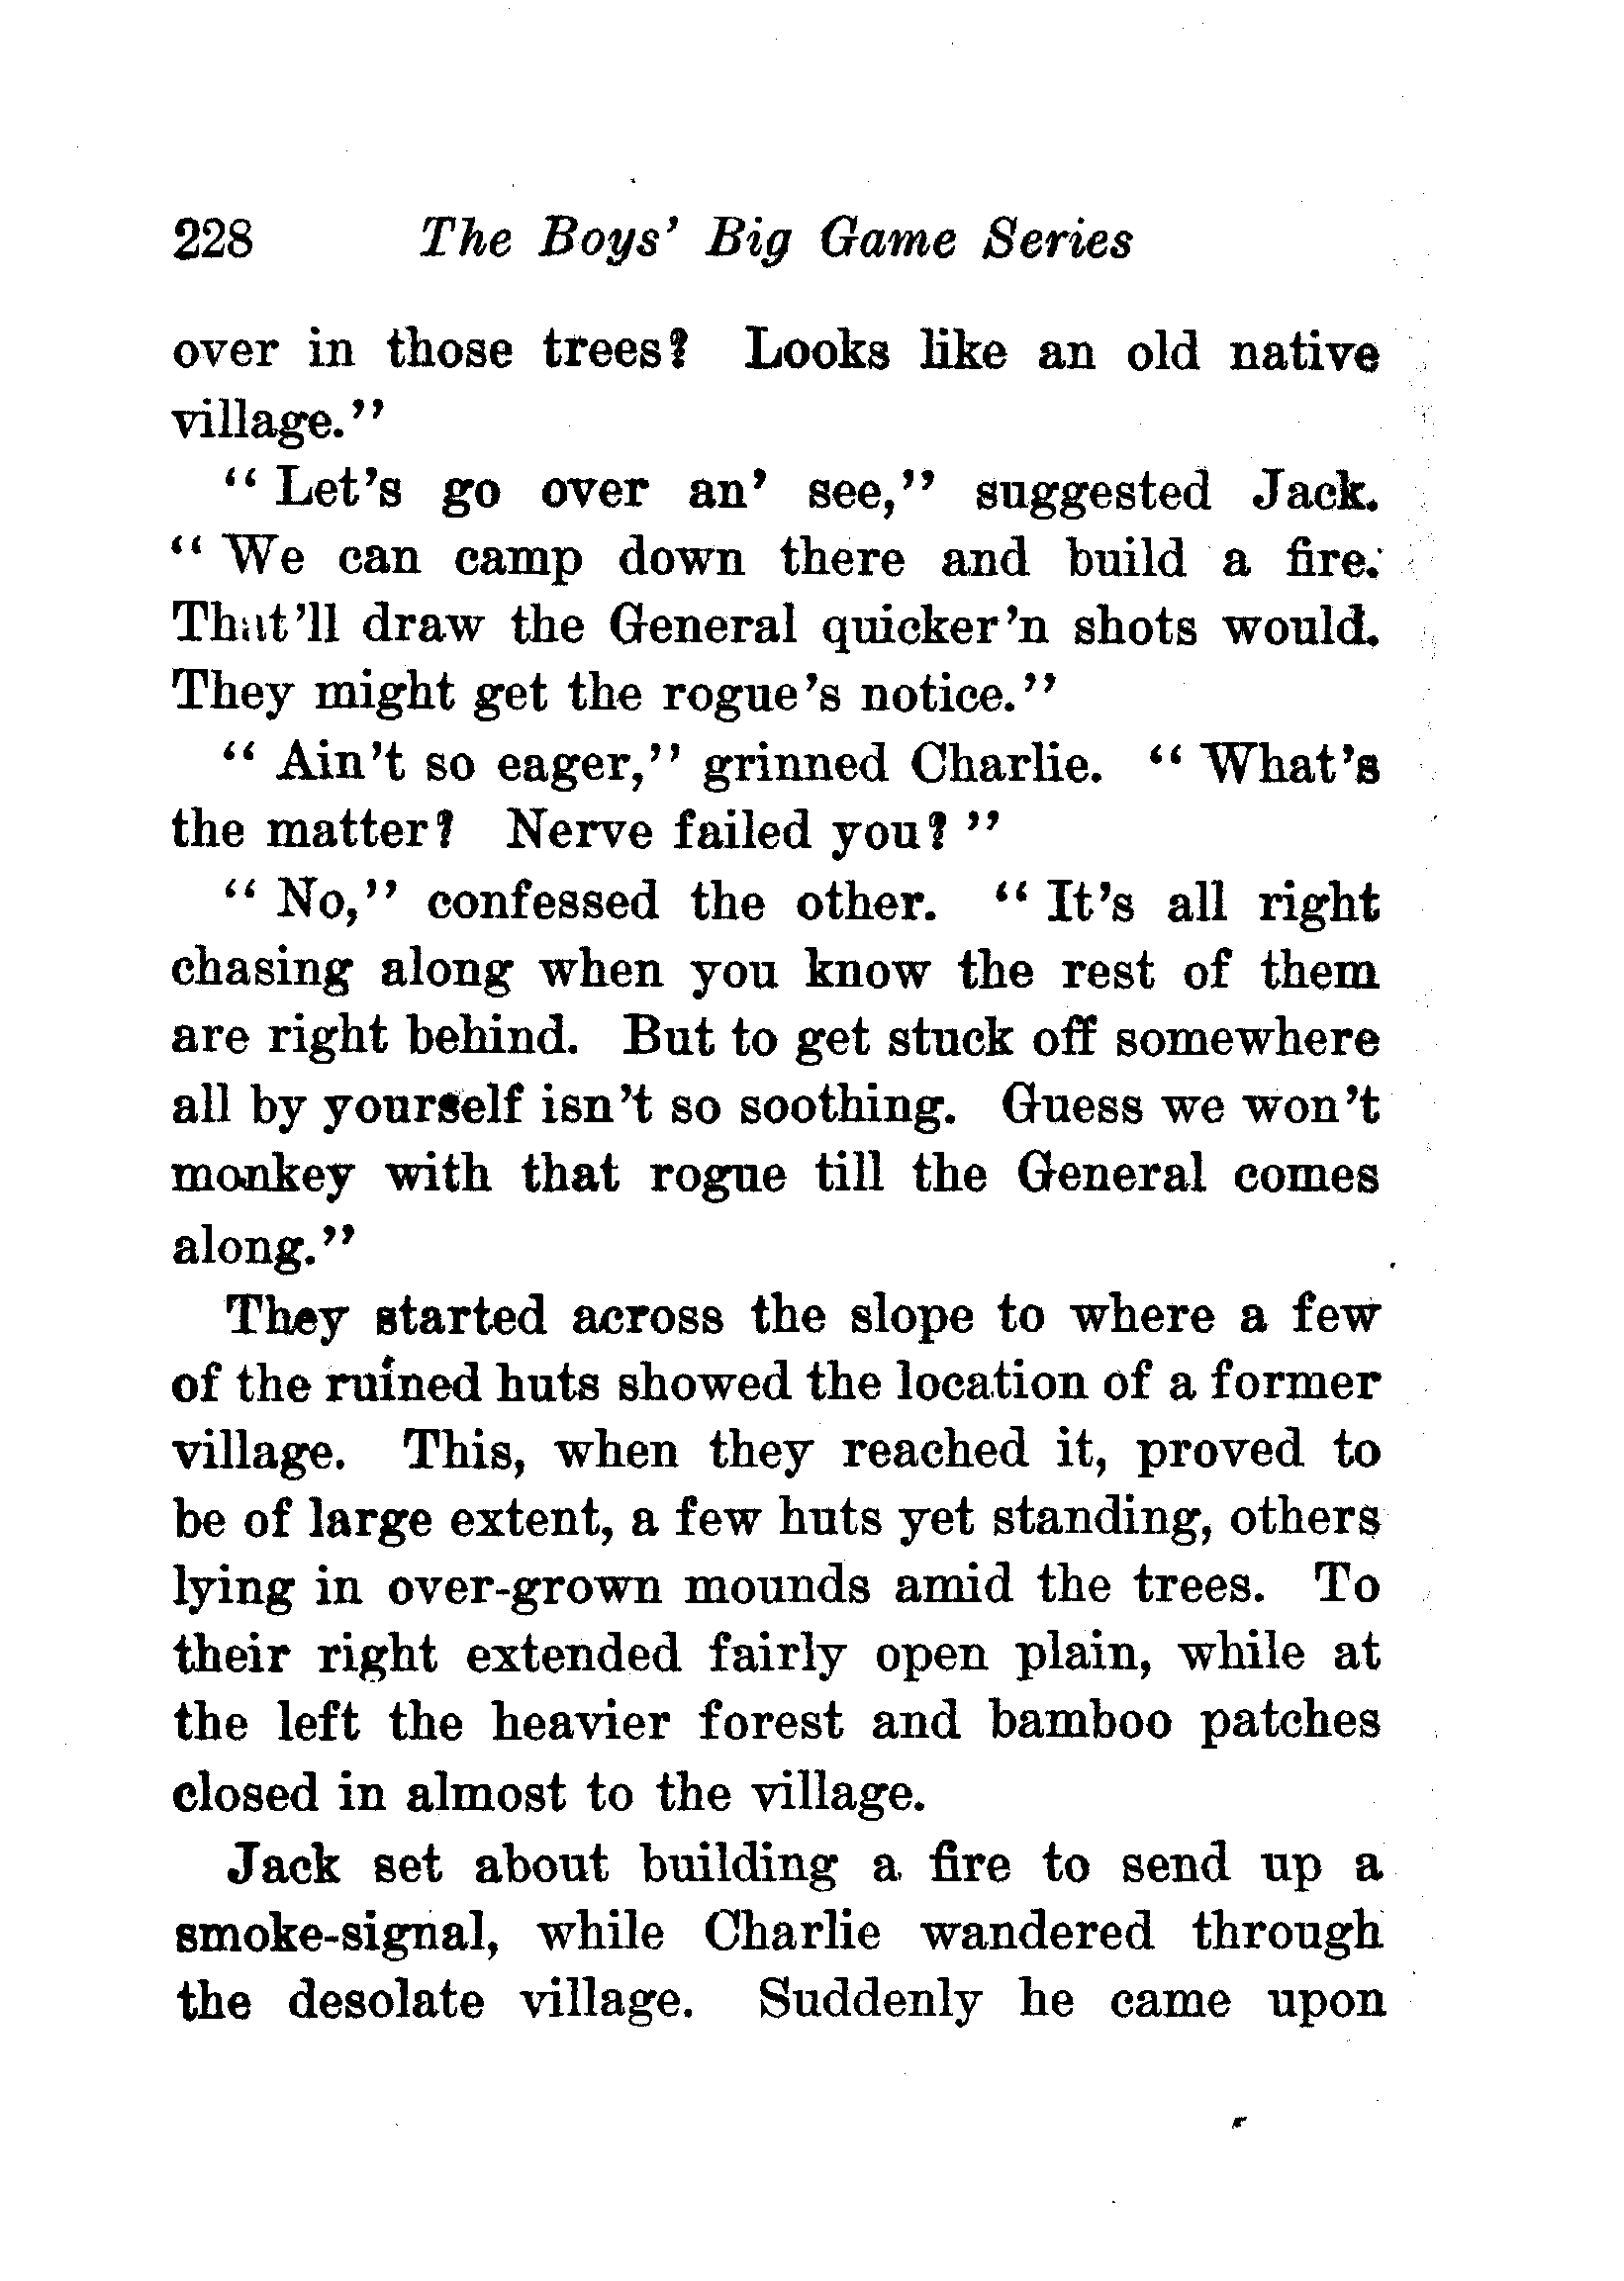 228 The Boys' Big Game Series
over in those trees? Looks like an old native
village."
"Let's go over an' see," suggested Jack.
"We can camp down there and build a fire.
That'll draw the General quicker'n shots would.
They might get the rogue's notice."
"Ain't so eager," grinned Charlie. "What's
the matter? Nerve failed you?"
"No," confessed the other. "It's all right
chasing along when you know the rest of them
are right behind. But to get stuck off somewhere
all by yourself isn't so soothing. Guess we won't
monkey with that rogue till the General comes
along."
They started across the slope to where a few
of the ruined huts showed the location of a former
village. This, when they reached it, proved to
be of large extent, a few huts yet standing, others
lying in over-grown mounds amid the trees. To
their right extended fairly open plain, while at
the left the heavier forest and bamboo patches
closed in almost to the village.
Jack set about building a fire to send up a
smoke-signal, while Charlie wandered through
the desolate village. Suddenly he came upon